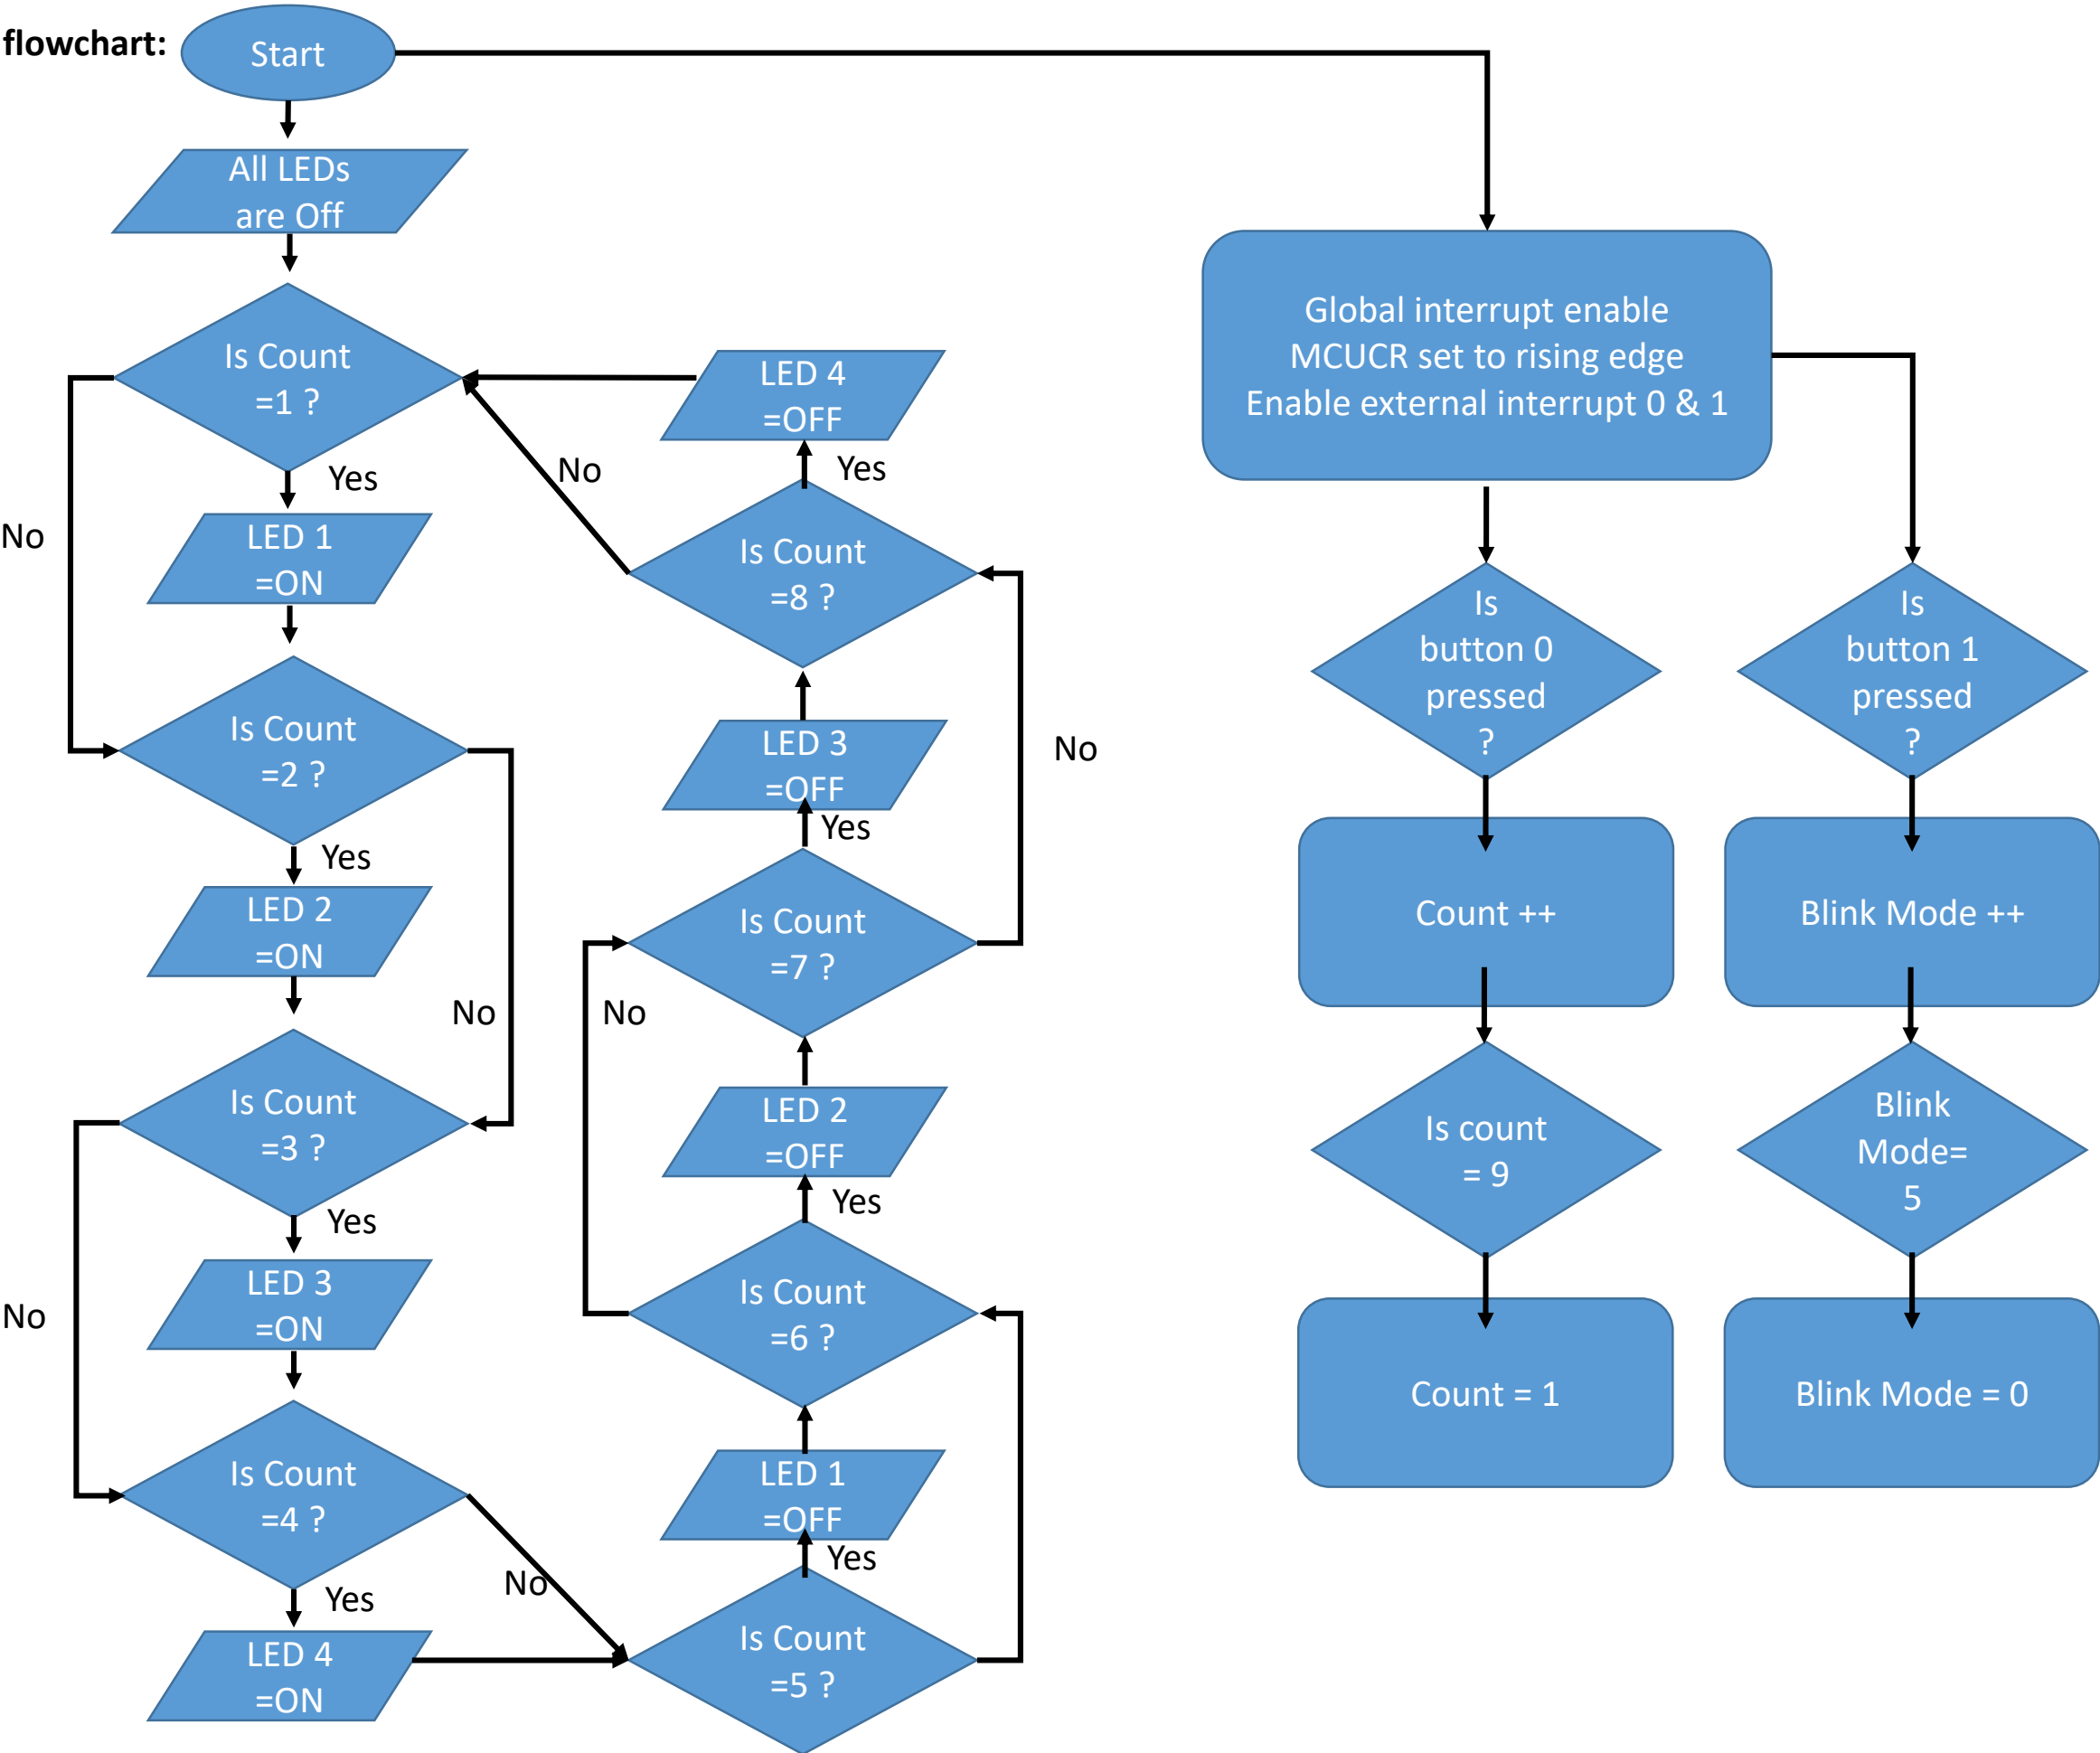 flowchart:
Start
All LEDs
are Off
Is Count
=1 ?
Yes
No
LED 1
=ON
Is Count
=2 ?
Yes
No
LED 2
=ON
Is Count
=3 ?
Yes
No
LED 3
=ON
Is Count
=4 ?
Yes
No
LED 4
=ON
Is Count
=5 ?
Yes
LED 1
=OFF
Is Count
=6 ?
Yes
No
LED 2
=OFF
Is Count
=7 ?
Yes
No
LED 3
=OFF
Is Count
=8 ?
Yes
No
LED 4
=OFF
Global interrupt enable
MCUCR set to rising edge
Enable external interrupt 0 & 1
Is
button 0
pressed
?
Count ++
Is count
= 9
Count = 1
Is
button 1
pressed
?
Blink Mode ++
Blink
Mode=
5
Blink Mode = 0